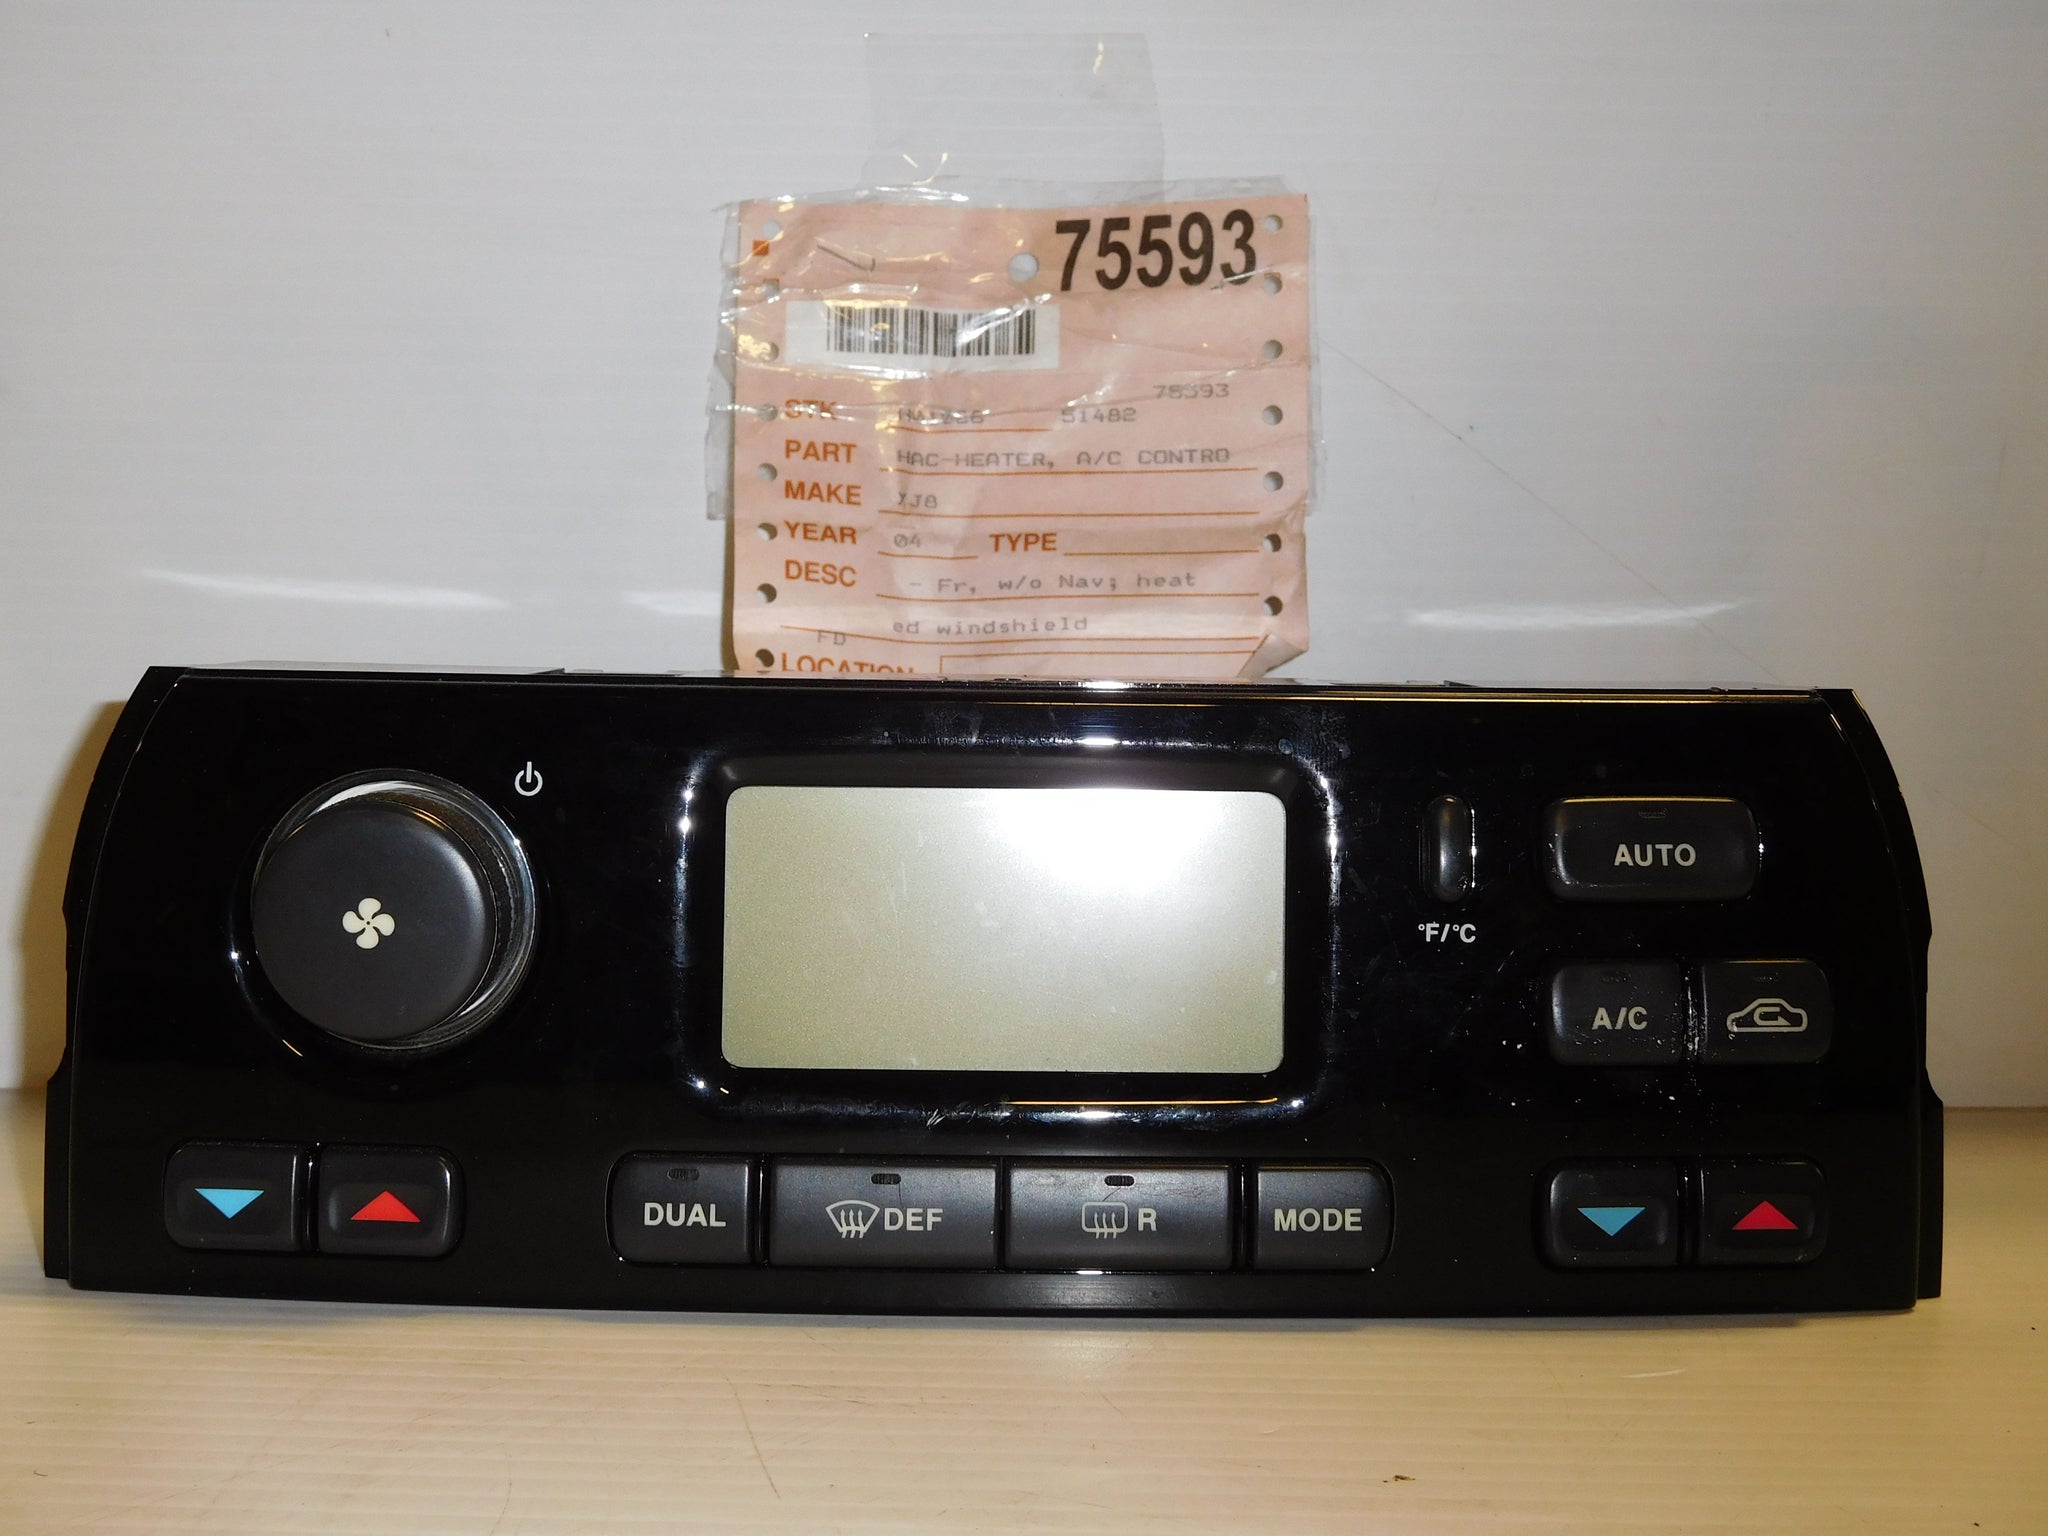 75593
75593
STK 51482
PART HAC-HEATER, A/C CONTRO
MAKE XJ8
YEAR 04 TYPE
DESC - Fr, w/o Nav; heat
ed windshield
FD
LOCATION
AUTO
°F/°C
A/C
DUAL DEF R MODE